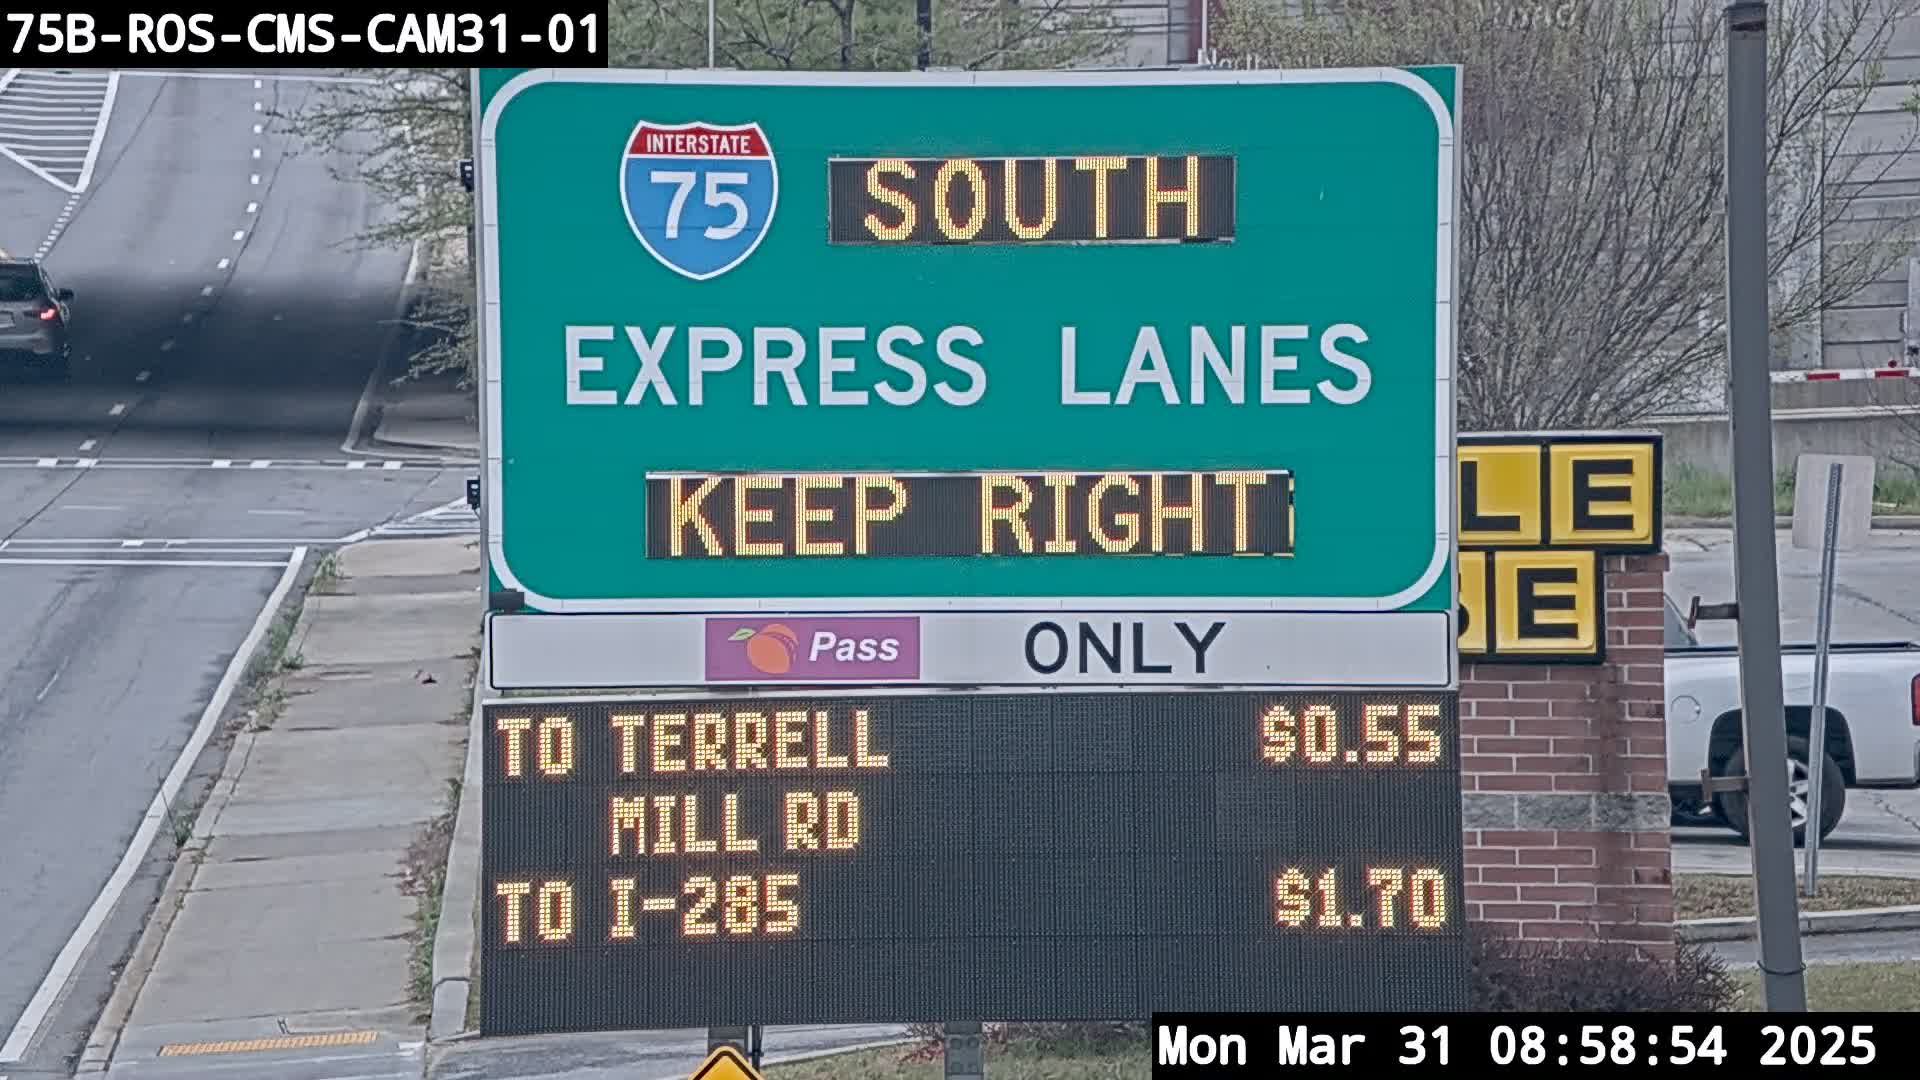 75B-ROS-CMS-CAM31-01
INTERSTATE
75
SOUTH
EXPRESS LANES
KEEP RIGHT
Pass ONLY
LE
E
TO TERRELL $0.55
MILL RD
TO I-285 $1.70
Mon Mar 31 08:58:54 2025